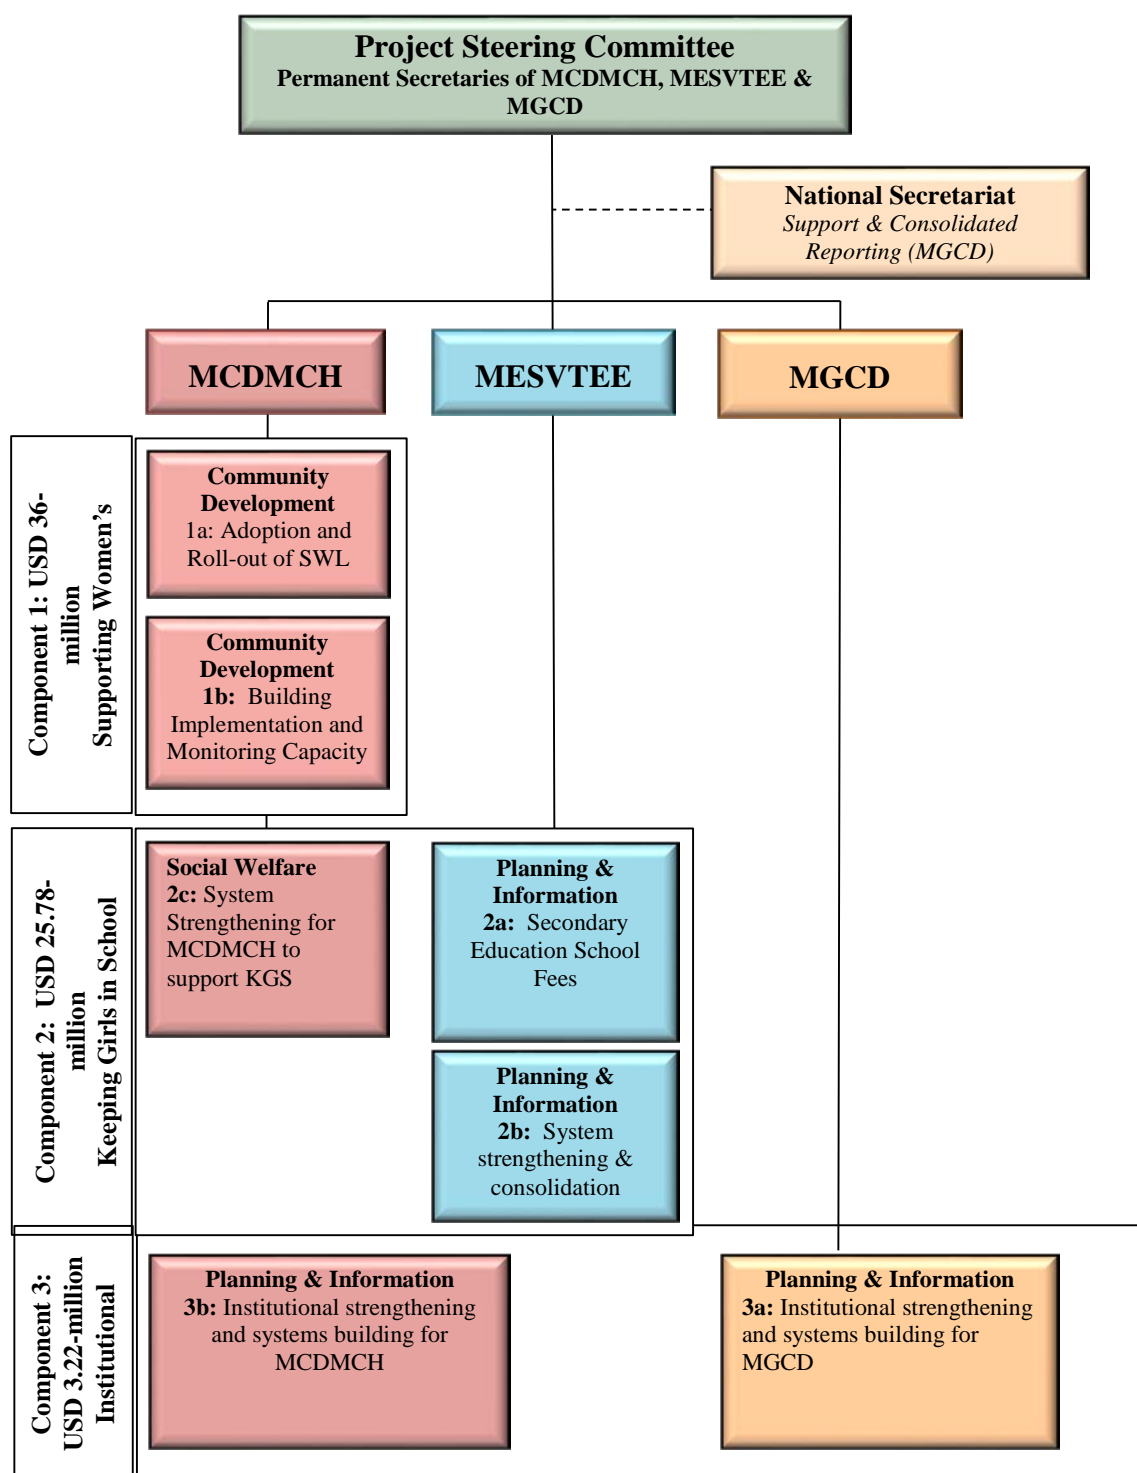 Project Steering Committee
Permanent Secretaries of MCDMCH, MESVTEE &
MGCD
National Secretariat
Support & Consolidated
Reporting (MGCD)
MCDMCH
MESVTEE
MGCD
Component 1: USD 36-
million
Supporting Women’s
Community
Development
1a: Adoption and
Roll-out of SWL
Community
Development
1b: Building
Implementation and
Monitoring Capacity
Component 2: USD 25.78-
million
Keeping Girls in School
Social Welfare
2c: System
Strengthening for
MCDMCH to
support KGS
Planning &
Information
2a: Secondary
Education School
Fees
Planning &
Information
2b: System
strengthening &
consolidation
Component 3:
USD 3.22-million
Institutional
Planning & Information
3b: Institutional strengthening
and systems building for
MCDMCH
Planning & Information
3a: Institutional strengthening
and systems building for
MGCD